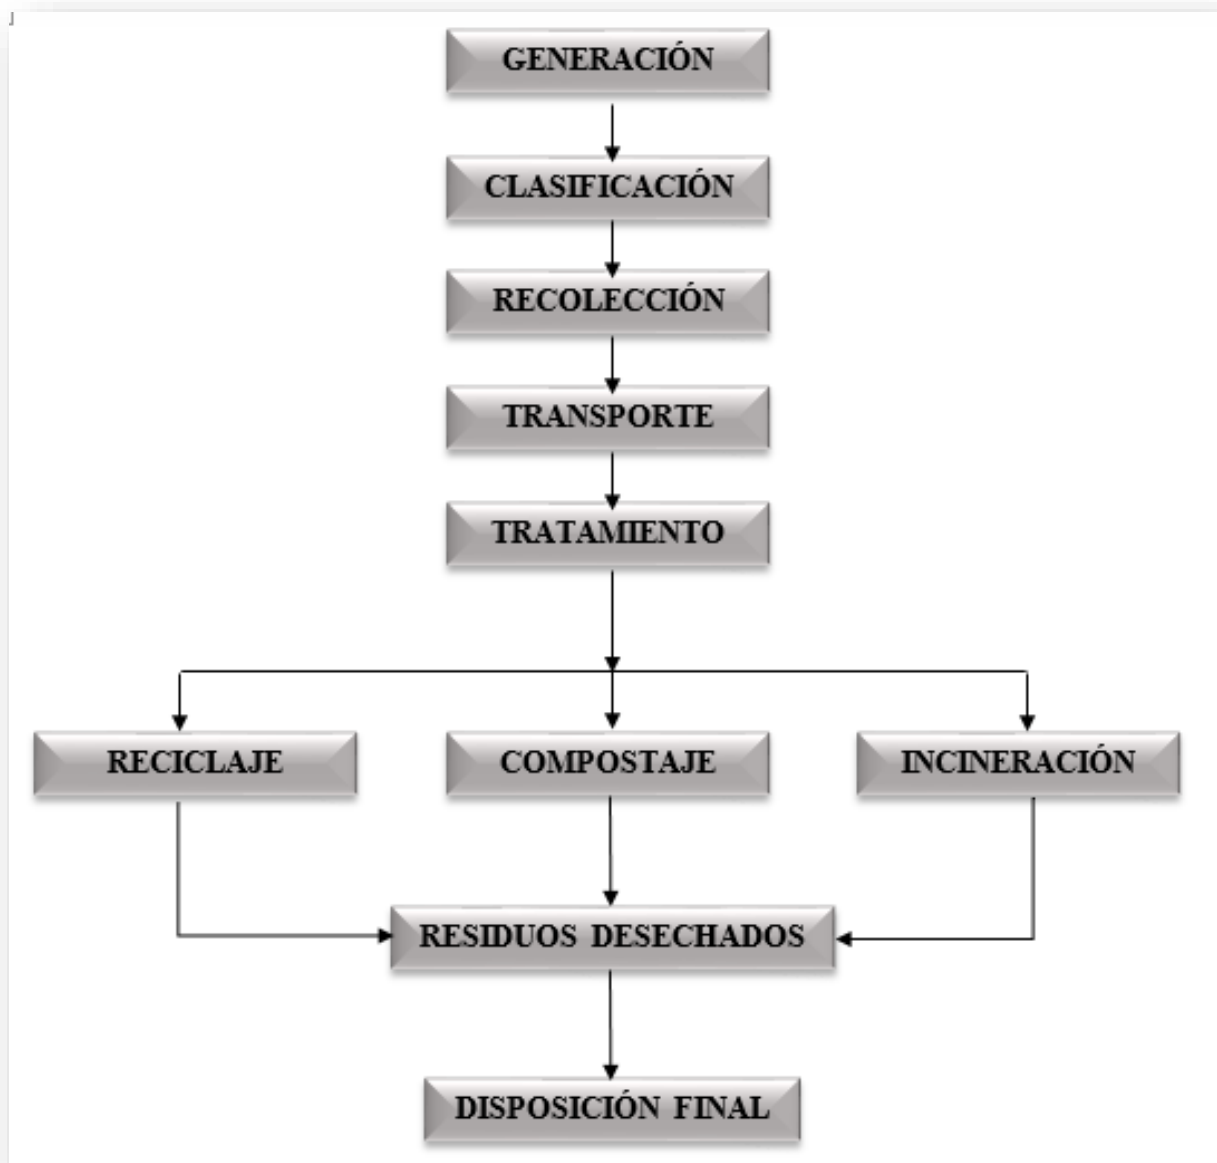 GENERACIÓN
CLASIFICACIÓN
RECOLECCIÓN
TRANSPORTE
TRATAMIENTO
RECICLAJE
COMPOSTAJE
INCINERACIÓN
RESIDUOS DESECHADOS
DISPOSICIÓN FINAL